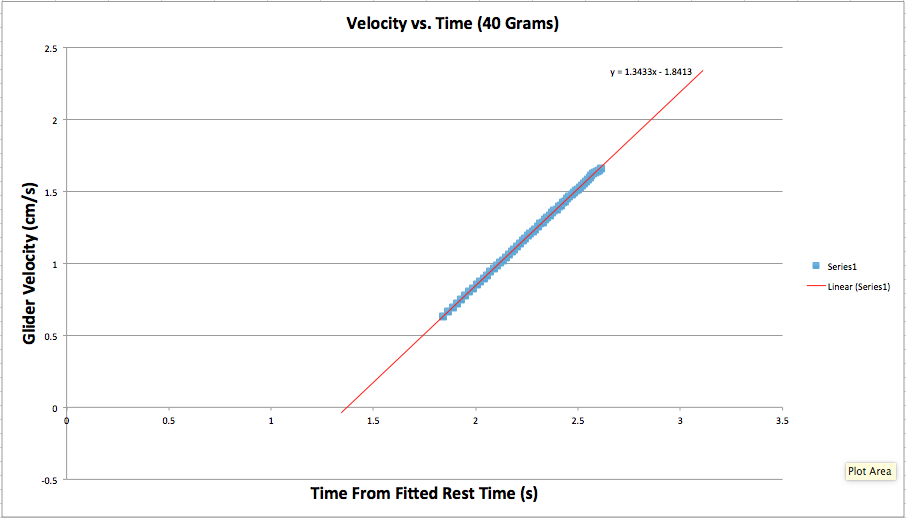 Velocity vs. Time (40 Grams)
2.5
y = 1.3433x - 1.8413
2
1.5
1
0.5
0
-0.5
Glider Velocity (cm/s)
0 0.5 1 1.5 2 2.5 3 3.5
Time From Fitted Rest Time (s)
Series1
Linear (Series1)
Plot Area